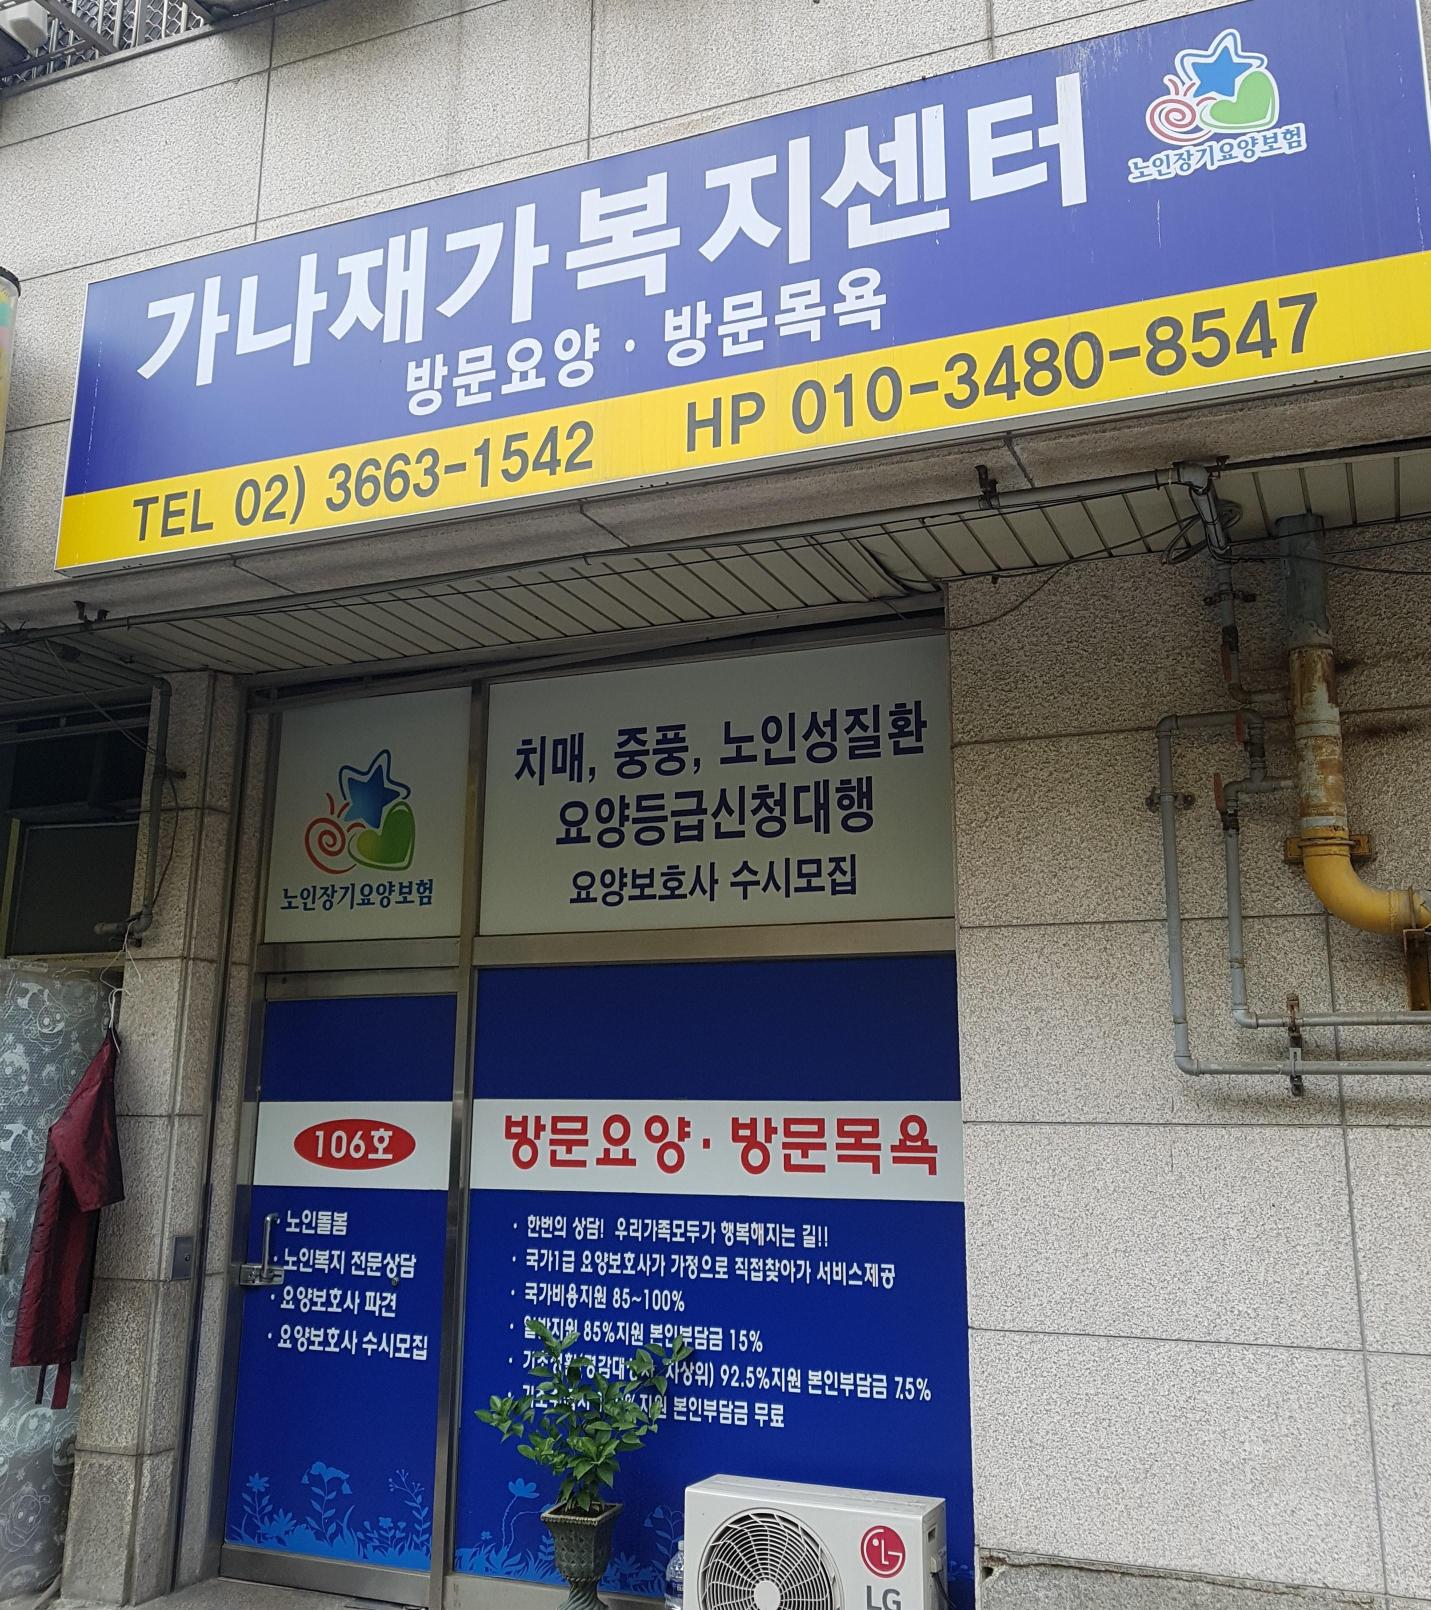 노인장기요양보험
가나재가복지센터
방문요양 · 방문목욕
TEL 02) 3663-1542 HP 010-3480-8547
노인장기요양보험
치매, 중풍, 노인성질환
요양등급신청대행
요양보호사 수시모집
106호
· 노인돌봄
· 노인복지 전문상담
· 요양보호사 파견
· 요양보호사 수시모집
방문요양 · 방문목욕
· 한번의 상담! 우리가족모두가 행복해지는 길!!
· 국가1급 요양보호사가 가정으로 직접찾아가 서비스제공
· 국가비용지원 85~100%
· 일반지원 85%지원 본인부담금 15%
· 차상위) 92.5%지원 본인부담금 7.5%
· 본인부담금 무료
LG